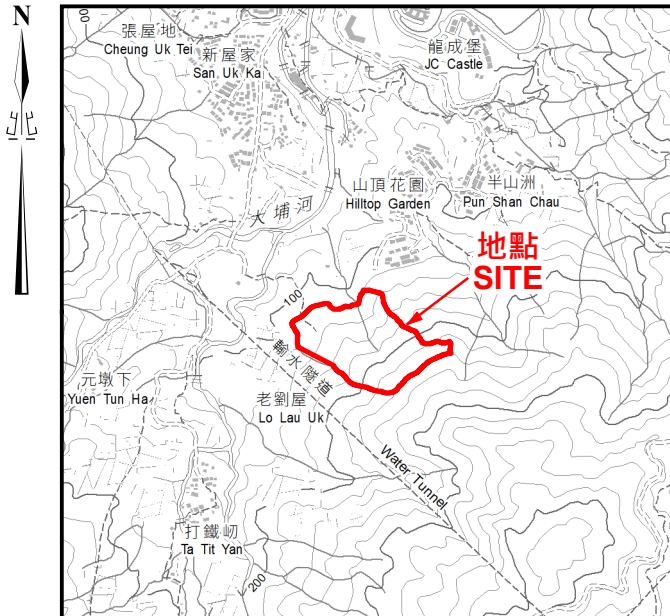 N
00
張屋地
Cheung Uk Tei
新屋家
San Uk Ka
龍成堡
JC Castle
山頂花園
Hilltop Garden
半山洲
Pun Shan Chau
大埔河
地點
SITE
100
輸水隧道
元墩下
Yuen Tun Ha
老劉屋
Lo Lau Uk
Water Tunnel
打鐵屻
Ta Tit Yan
200